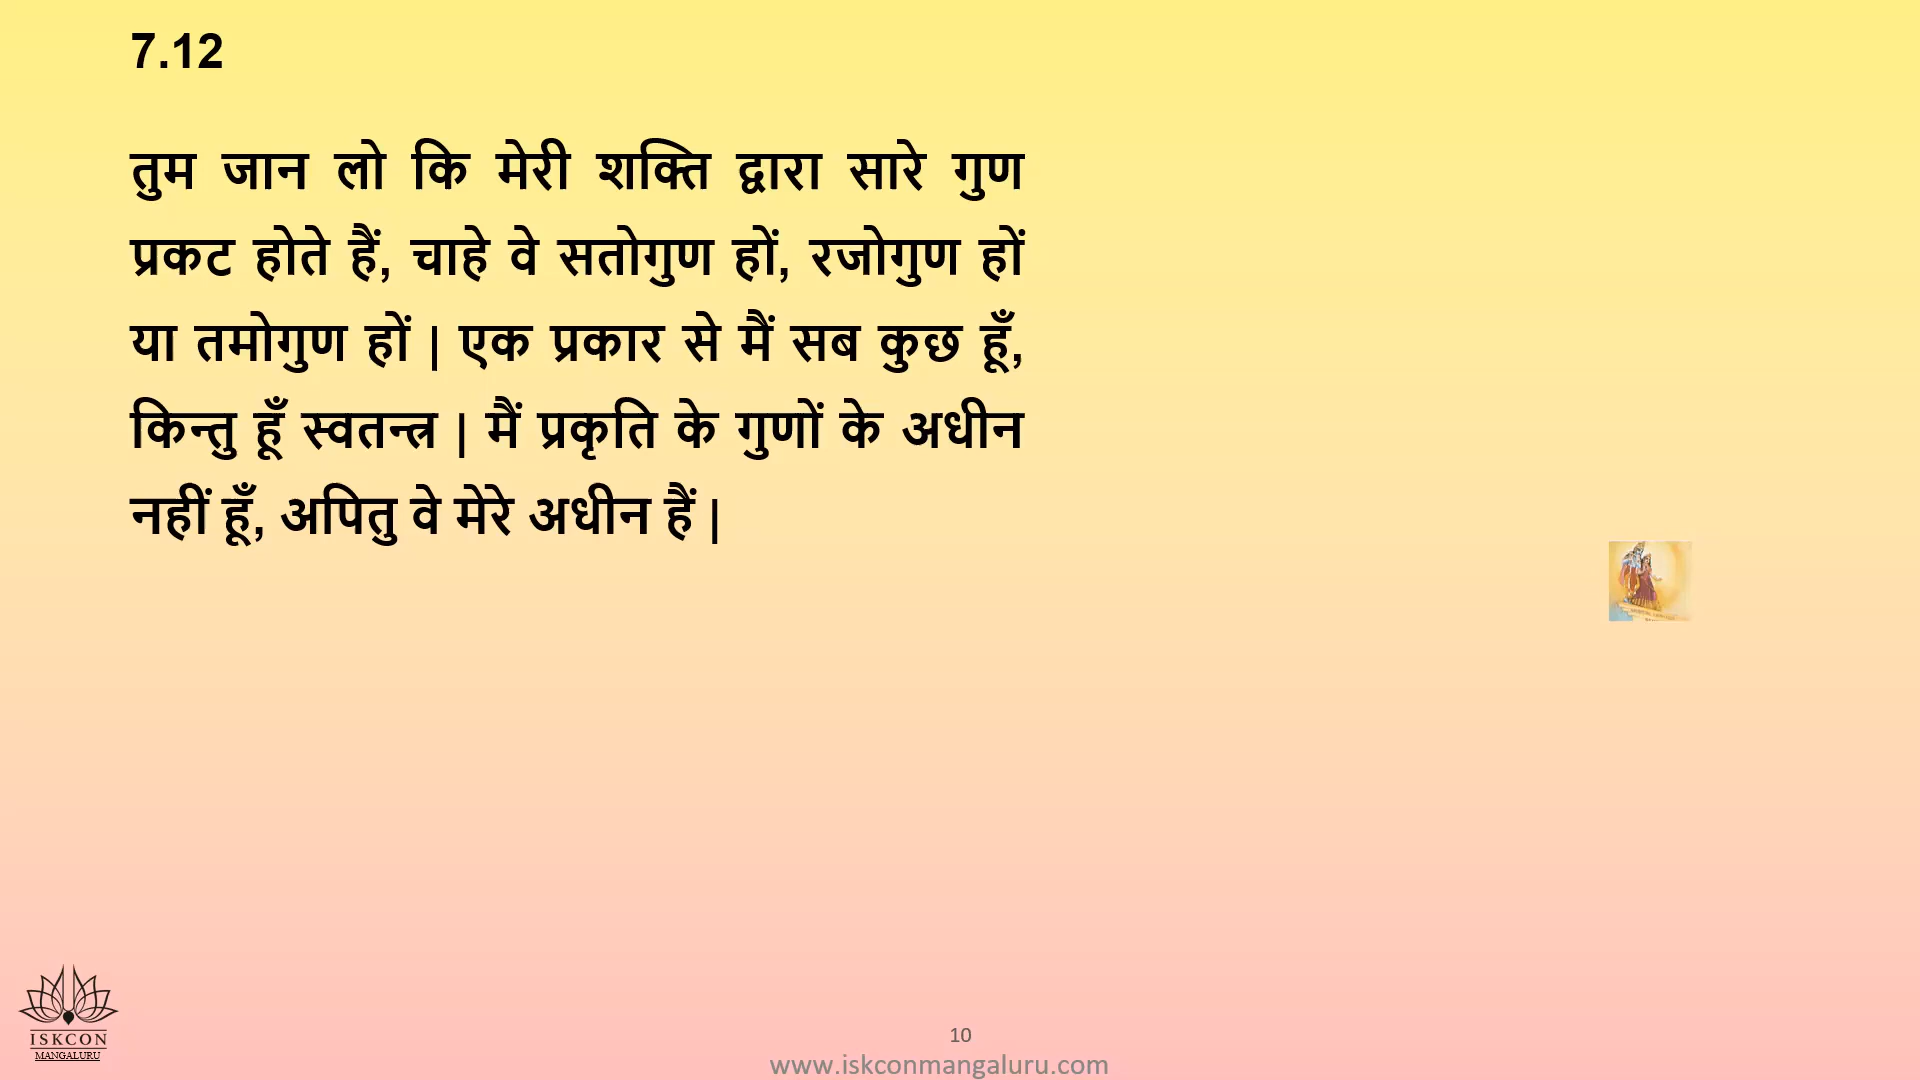 7.12
तुम जान लो कि मेरी शक्ति द्वारा सारे गुण
प्रकट होते हैं, चाहे वे सतोगुण हों, रजोगुण हों
या तमोगुण हों | एक प्रकार से मैं सब कुछ हूँ,
किन्तु हूँ स्वतन्त्र | मैं प्रकृति के गुणों के अधीन
नहीं हूँ, अपितु वे मेरे अधीन हैं |
ISKCON
MANGALURU
10
www.iskconmangaluru.com